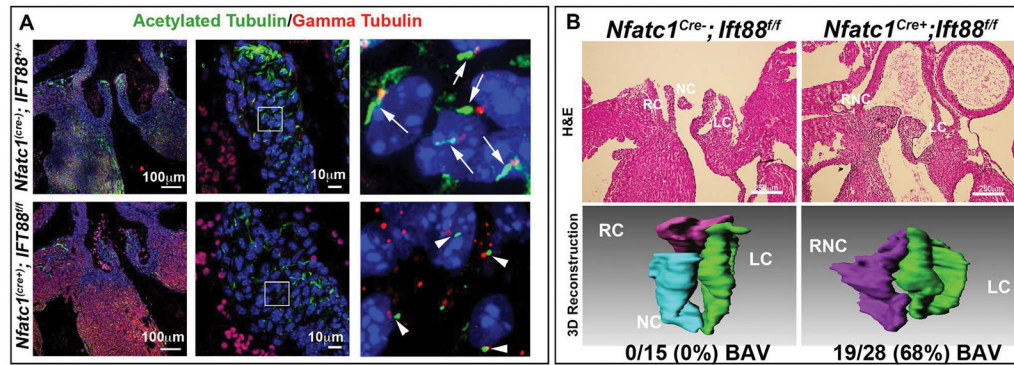 A
Acetylated Tubulin/Gamma Tubulin
Nfatc1(cre-); IFT88+/+
100µm
10µm
Nfatc1(cre+); IFT88f/f
100µm
10µm
B
Nfatc1Cre-; Ift88f/f
Nfatc1Cre+;Ift88f/f
H&E
RC
NC
LC
RNC
LC
250µm
3D Reconstruction
RC
LC
NC
RNC
LC
0/15 (0%) BAV
19/28 (68%) BAV